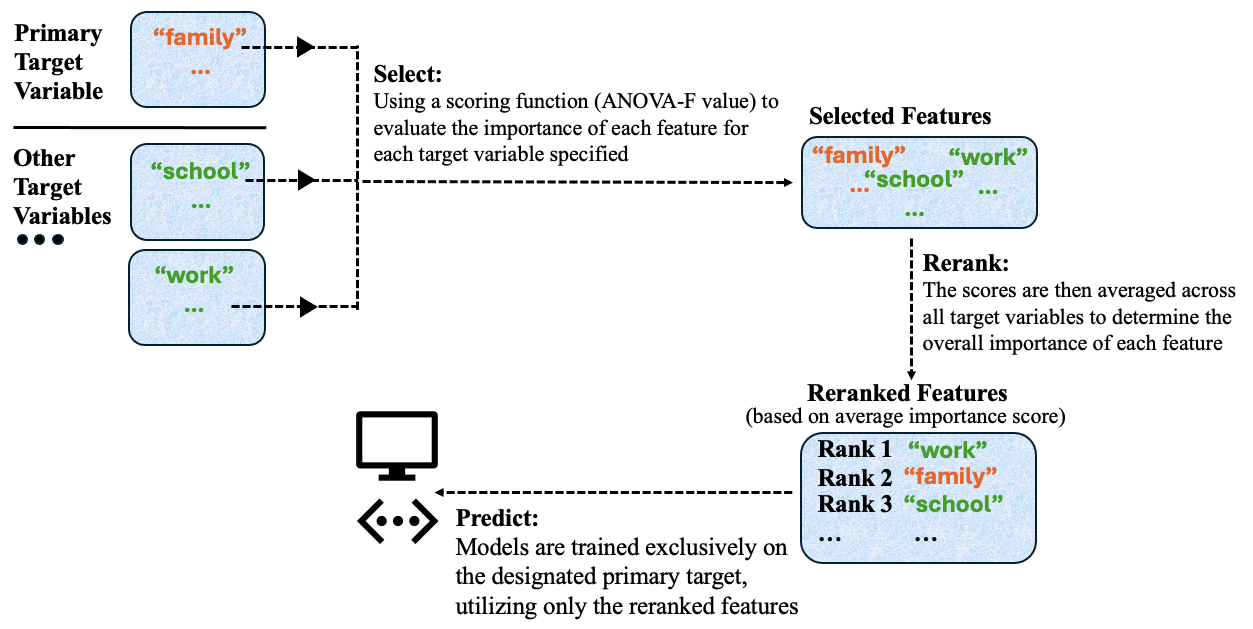 Primary
Target
Variable
“family”
...
Other
Target
Variables
“school”
...
“work”
...
Select:
Using a scoring function (ANOVA-F value) to
evaluate the importance of each feature for
each target variable specified
Selected Features
“family” “work”
... “school” ...
...
Rerank:
The scores are then averaged across
all target variables to determine the
overall importance of each feature
Reranked Features
(based on average importance score)
Rank 1 “work”
Rank 2 “family”
Rank 3 “school”
... ...
Predict:
Models are trained exclusively on
the designated primary target,
utilizing only the reranked features